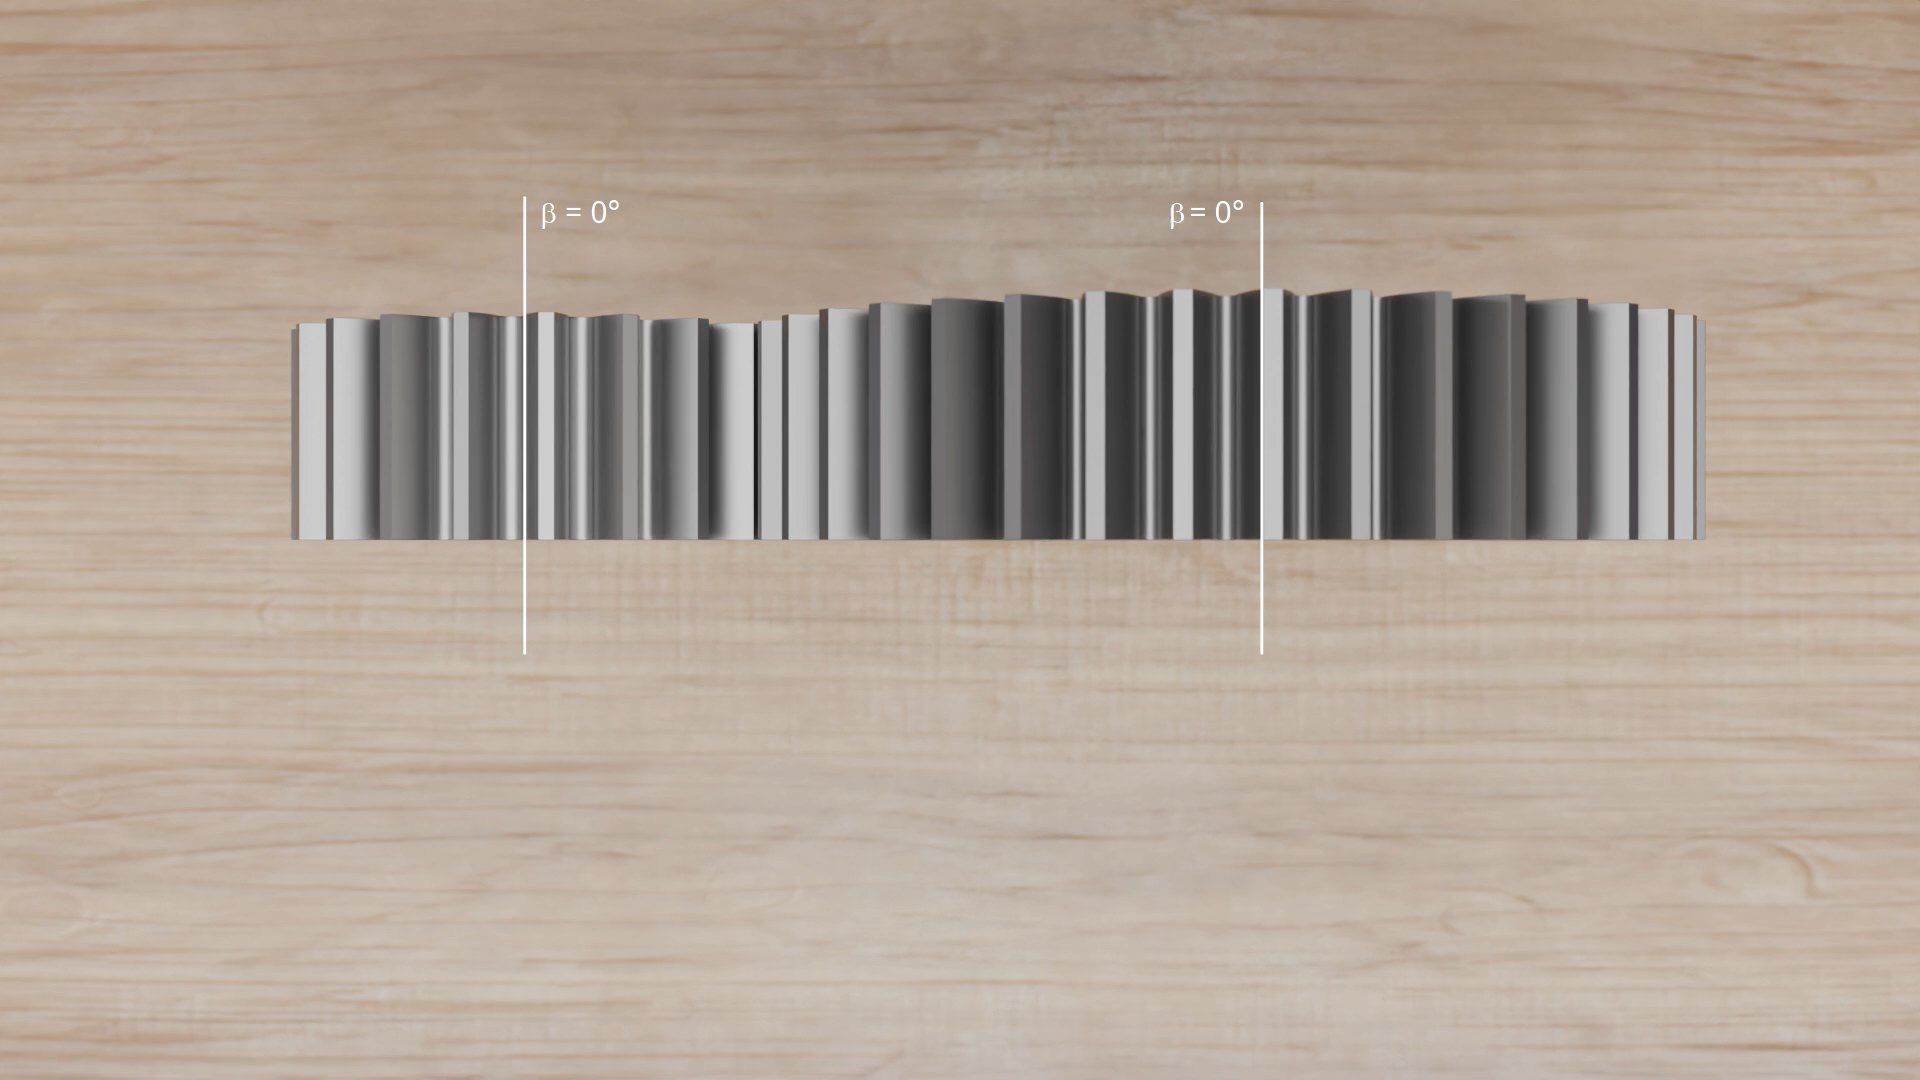 β = 0°
β = 0°